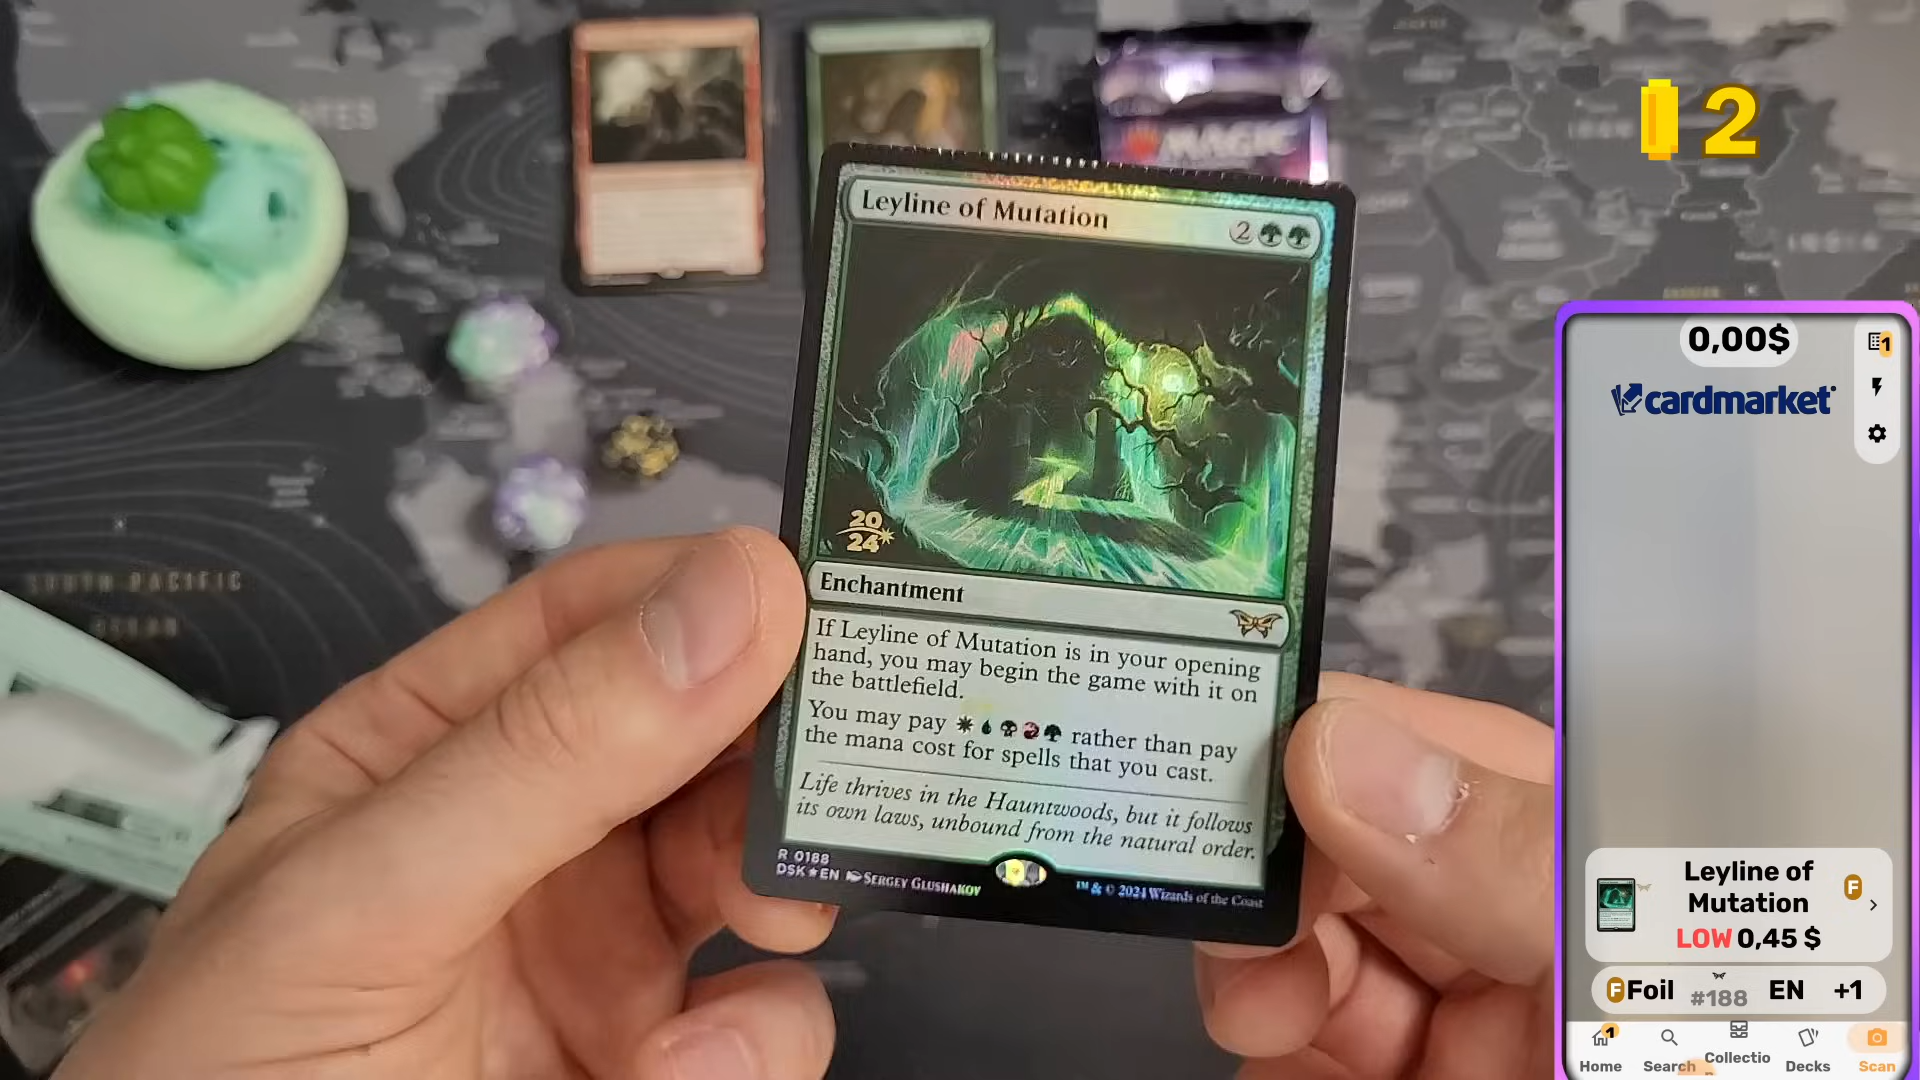 MAGIC
2
Leyline of Mutation
2
20
24
Enchantment
If Leyline of Mutation is in your opening
hand, you may begin the game with it on
the battlefield.
You may pay rather than pay
the mana cost for spells that you cast.
Life thrives in the Hauntwoods, but it follows
its own laws, unbound from the natural order.
R 0188
DSK★EN SERGEY GLUSHAKOV
™ & © 2024 Wizards of the Coast
SOUTH PACIFIC
OCEAN
0,00$
1
cardmarket
Leyline of
Mutation
F
LOW 0,45 $
F Foil #188 EN +1
1
Home Search Collectio Decks Scan